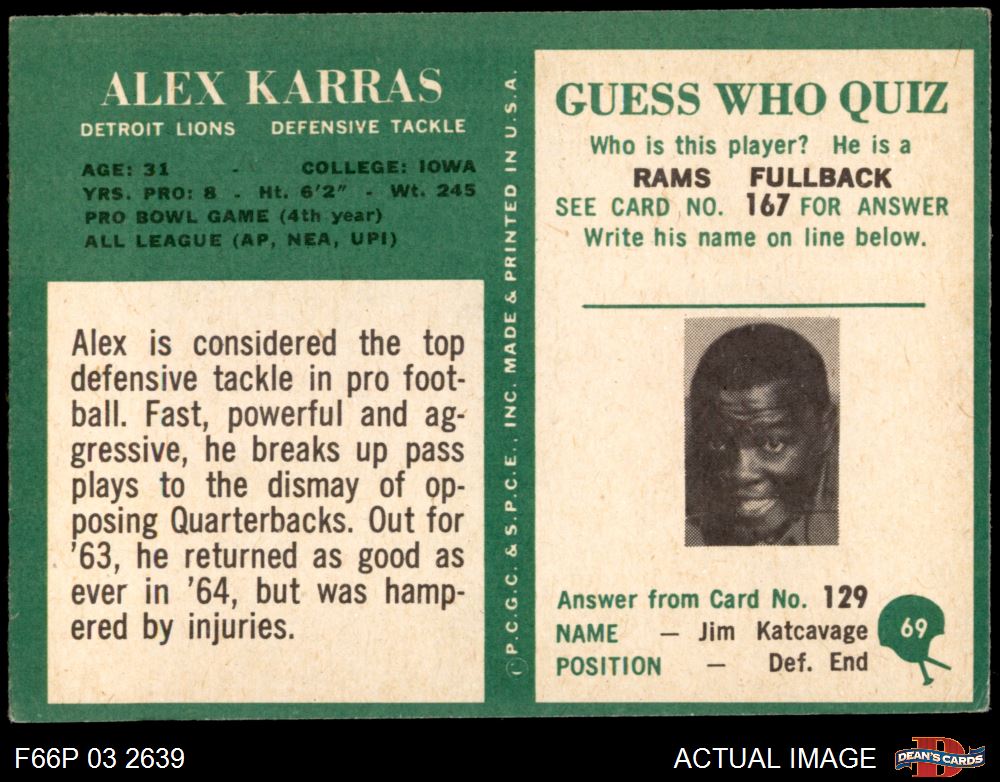 ALEX KARRAS
DETROIT LIONS DEFENSIVE TACKLE
AGE: 31 - COLLEGE: IOWA
YRS. PRO: 8 - Ht. 6'2" - Wt. 245
PRO BOWL GAME (4th year)
ALL LEAGUE (AP, NEA, UPI)
Alex is considered the top
defensive tackle in pro foot-
ball. Fast, powerful and ag-
gressive, he breaks up pass
plays to the dismay of op-
posing Quarterbacks. Out for
'63, he returned as good as
ever in '64, but was hamp-
ered by injuries.
Ⓒ P.C.G.C. & S.P.C.E., INC. MADE & PRINTED IN U.S.A.
GUESS WHO QUIZ
Who is this player? He is a
RAMS FULLBACK
SEE CARD NO. 167 FOR ANSWER
Write his name on line below.
Answer from Card No. 129
NAME — Jim Katcavage
POSITION — Def. End
69
F66P 03 2639
ACTUAL IMAGE
D
DEAN'S CARDS